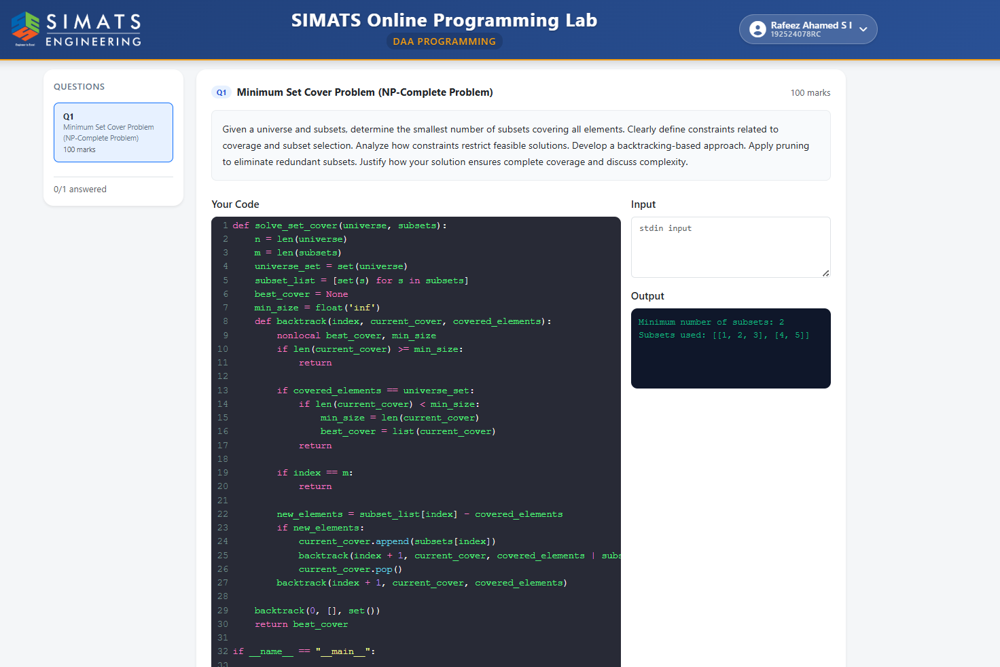 SIMATS
ENGINEERING
Engineer to Excel
SIMATS Online Programming Lab
DAA PROGRAMMING
Rafeez Ahamed S I
192524078RC
QUESTIONS
Q1
Minimum Set Cover Problem
(NP-Complete Problem)
100 marks
0/1 answered
Q1 Minimum Set Cover Problem (NP-Complete Problem)
100 marks
Given a universe and subsets, determine the smallest number of subsets covering all elements. Clearly define constraints related to
coverage and subset selection. Analyze how constraints restrict feasible solutions. Develop a backtracking-based approach. Apply pruning
to eliminate redundant subsets. Justify how your solution ensures complete coverage and discuss complexity.
Your Code
1 def solve_set_cover(universe, subsets):
2     n = len(universe)
3     m = len(subsets)
4     universe_set = set(universe)
5     subset_list = [set(s) for s in subsets]
6     best_cover = None
7     min_size = float('inf')
8     def backtrack(index, current_cover, covered_elements):
9         nonlocal best_cover, min_size
10         if len(current_cover) >= min_size:
11             return
12
13         if covered_elements == universe_set:
14             if len(current_cover) < min_size:
15                 min_size = len(current_cover)
16                 best_cover = list(current_cover)
17             return
18
19         if index == m:
20             return
21
22         new_elements = subset_list[index] - covered_elements
23         if new_elements:
24             current_cover.append(subsets[index])
25             backtrack(index + 1, current_cover, covered_elements | subs
26             current_cover.pop()
27         backtrack(index + 1, current_cover, covered_elements)
28
29     backtrack(0, [], set())
30     return best_cover
31
32 if __name__ == "__main__":
33
Input
stdin input
Output
Minimum number of subsets: 2
Subsets used: [[1, 2, 3], [4, 5]]